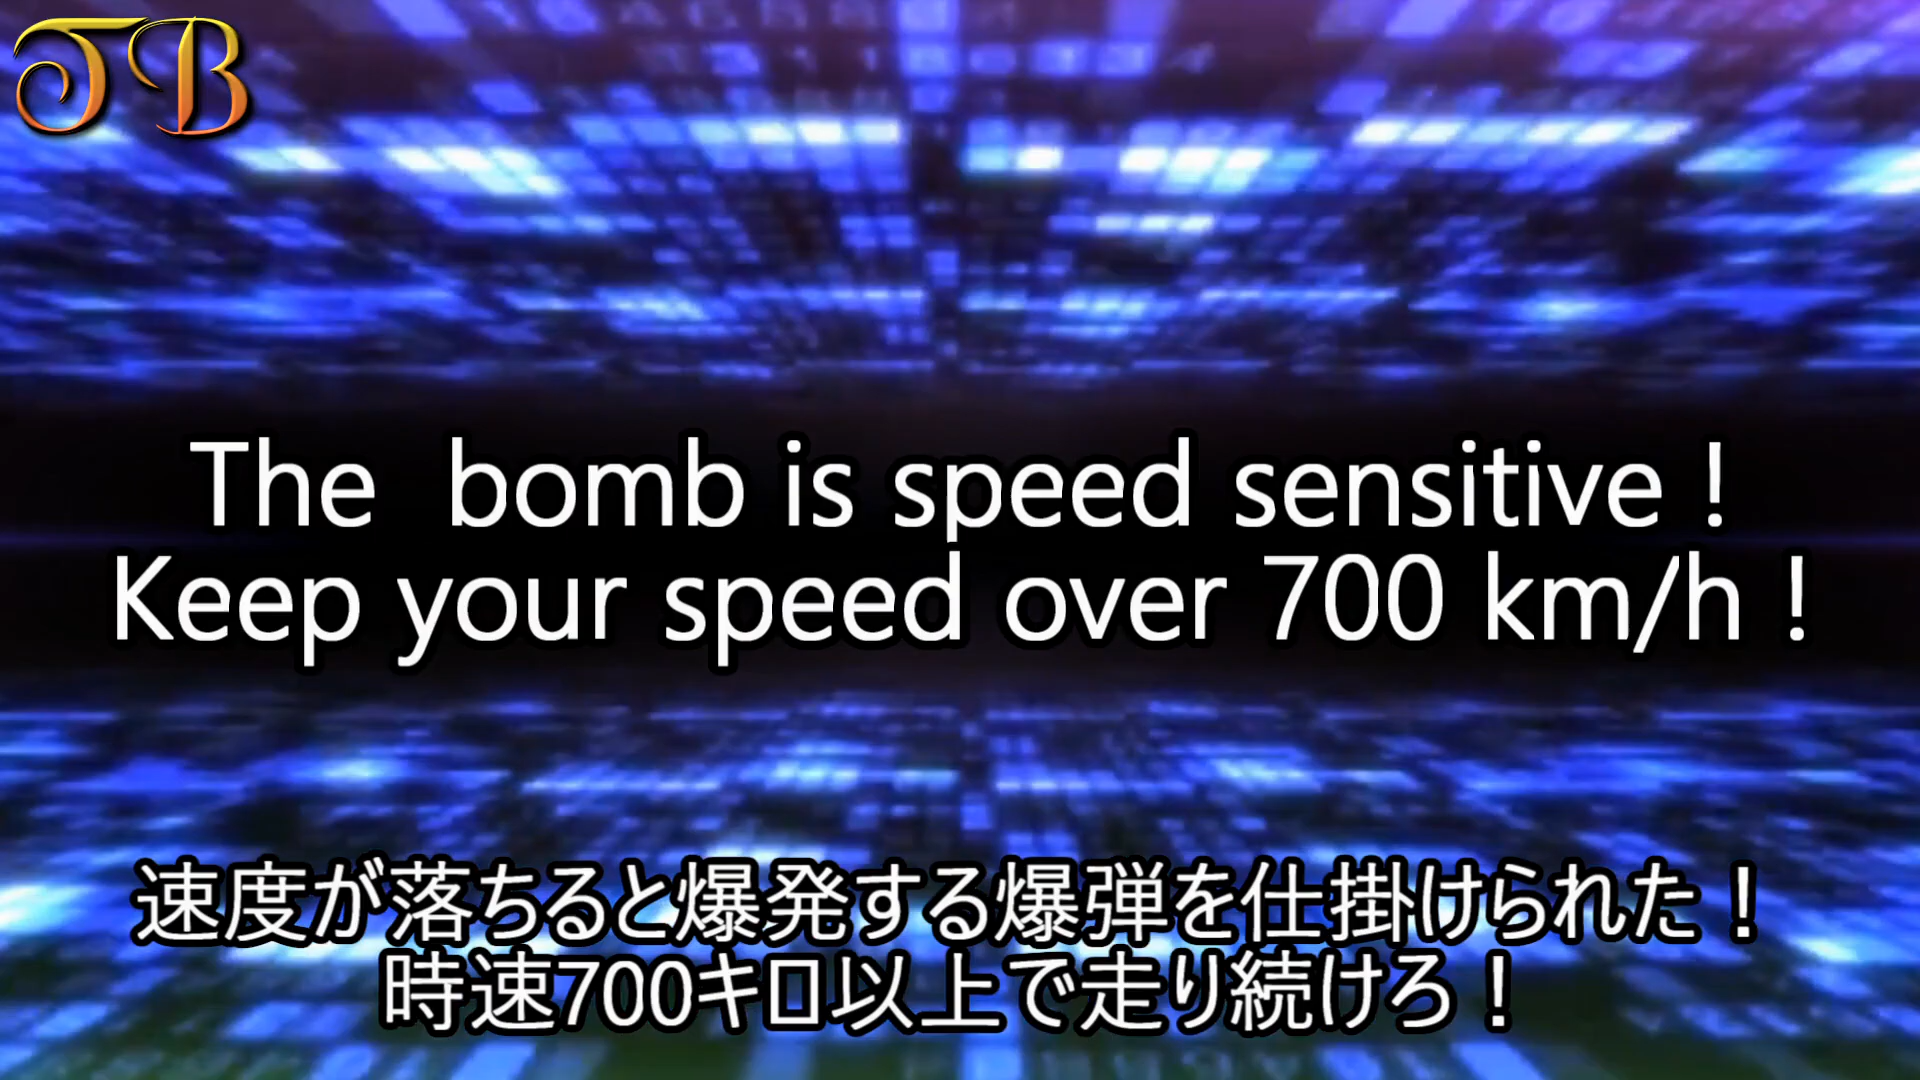 TB
The bomb is speed sensitive !
Keep your speed over 700 km/h !
速度が落ちると爆発する爆弾を仕掛けられた！
時速700キロ以上で走り続けろ！